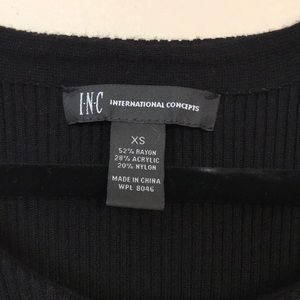 I·N·C INTERNATIONAL CONCEPTS
XS
52% RAYON
28% ACRYLIC
20% NYLON
MADE IN CHINA
WPL 8046